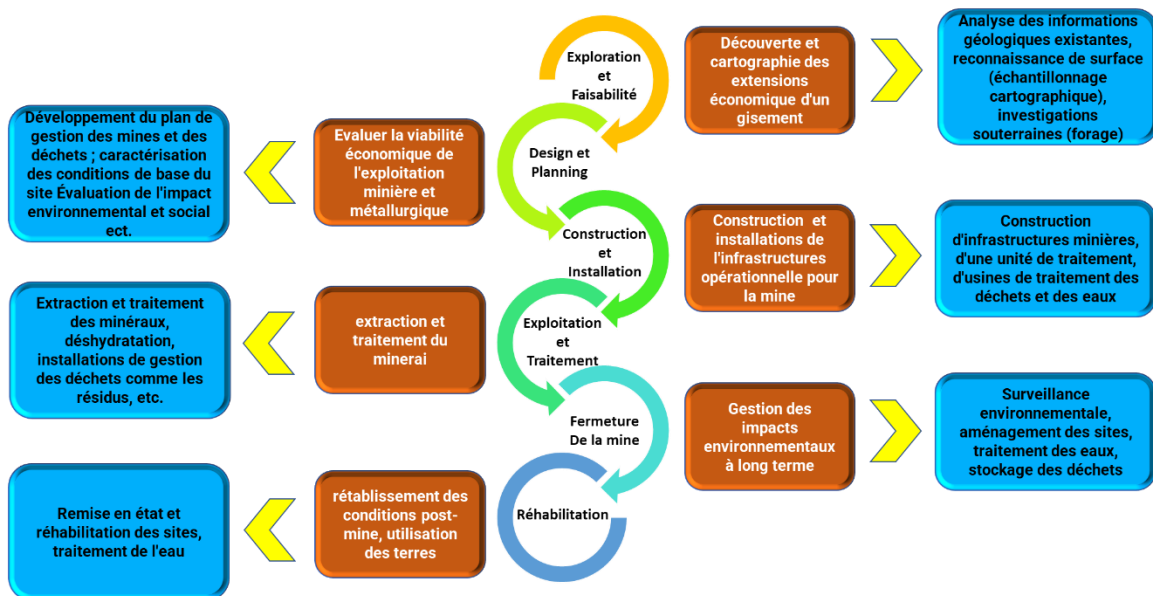 Exploration
et
Faisabilité
Découverte et
cartographie des
extensions
économique d'un
gisement
Analyse des informations
géologiques existantes,
reconnaissance de surface
(échantillonnage
cartographique),
investigations
souterraines (forage)
Design et
Planning
Evaluer la viabilité
économique de
l'exploitation
minière et
métallurgique
Développement du plan de
gestion des mines et des
déchets ; caractérisation
des conditions de base du
site Évaluation de l'impact
environnemental et social
ect.
Construction
et
Installation
Construction et
installations de
l'infrastructures
opérationnelle pour
la mine
Construction
d'infrastructures minières,
d'une unité de traitement,
d'usines de traitement des
déchets et des eaux
Exploitation
et
Traitement
extraction et
traitement du
minerai
Extraction et traitement
des minéraux,
déshydratation,
installations de gestion
des déchets comme les
résidus, etc.
Fermeture
De la mine
Gestion des
impacts
environnementaux
à long terme
Surveillance
environnementale,
aménagement des sites,
traitement des eaux,
stockage des déchets
Réhabilitation
rétablissement des
conditions post-
mine, utilisation
des terres
Remise en état et
réhabilitation des sites,
traitement de l'eau